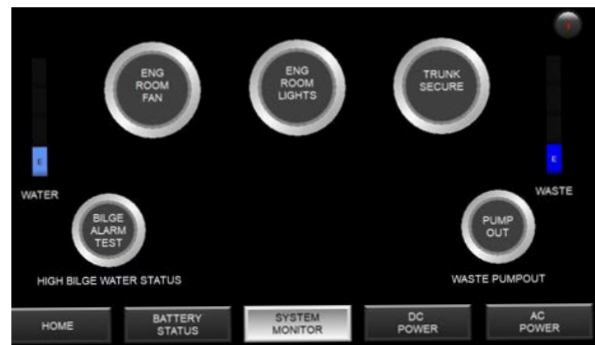 ENG
ROOM
FAN
ENG
ROOM
LIGHTS
TRUNK
SECURE
E
E
WATER
WASTE
BILGE
ALARM
TEST
PUMP
OUT
HIGH BILGE WATER STATUS
WASTE PUMPOUT
HOME
BATTERY
STATUS
SYSTEM
MONITOR
DC
POWER
AC
POWER